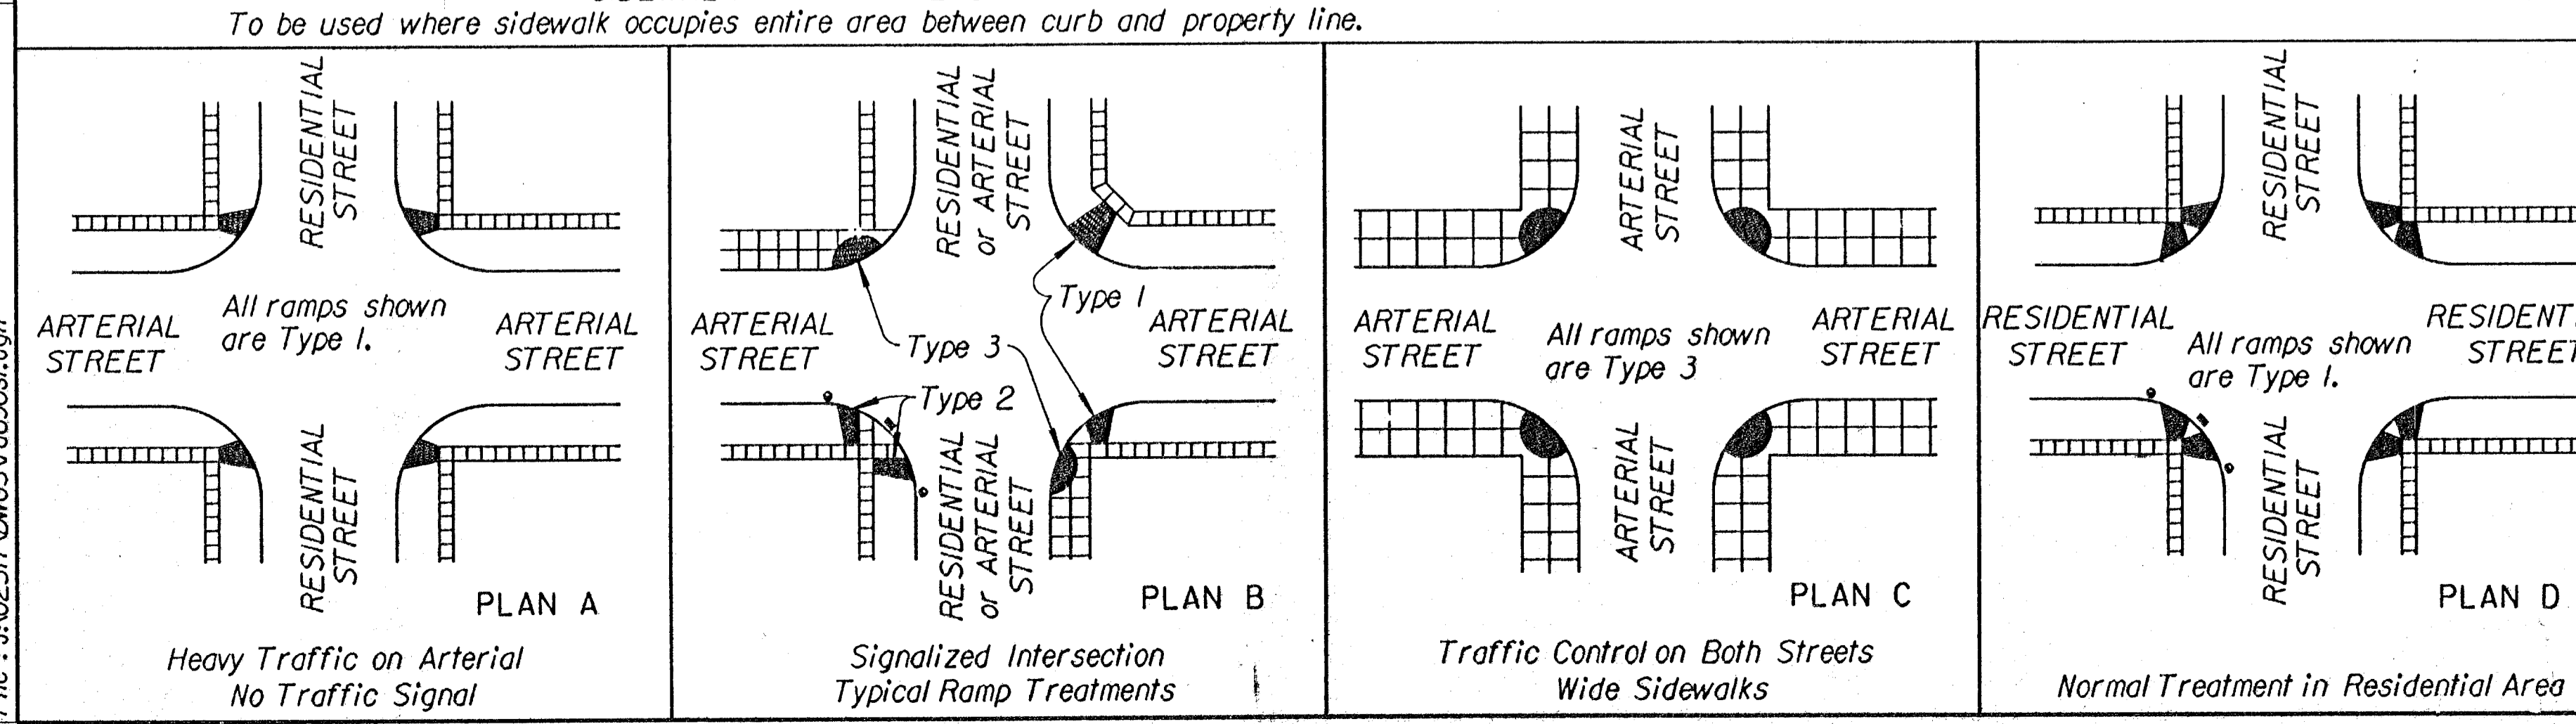 To be used where sidewalk occupies entire area between curb and property line.
RESIDENTIAL
STREET
ARTERIAL
STREET
All ramps shown
are Type 1.
ARTERIAL
STREET
RESIDENTIAL
STREET
PLAN A
Heavy Traffic on Arterial
No Traffic Signal
RESIDENTIAL
or ARTERIAL
STREET
Type 1
ARTERIAL
STREET
Type 3
ARTERIAL
STREET
Type 2
RESIDENTIAL
or ARTERIAL
STREET
PLAN B
Signalized Intersection
Typical Ramp Treatments
ARTERIAL
STREET
ARTERIAL
STREET
All ramps shown
are Type 3
ARTERIAL
STREET
ARTERIAL
STREET
PLAN C
Traffic Control on Both Streets
Wide Sidewalks
RESIDENTIAL
STREET
RESIDENTIAL
STREET
All ramps shown
are Type 1.
RESIDENT
STREET
RESIDENTIAL
STREET
PLAN D
Normal Treatment in Residential Area